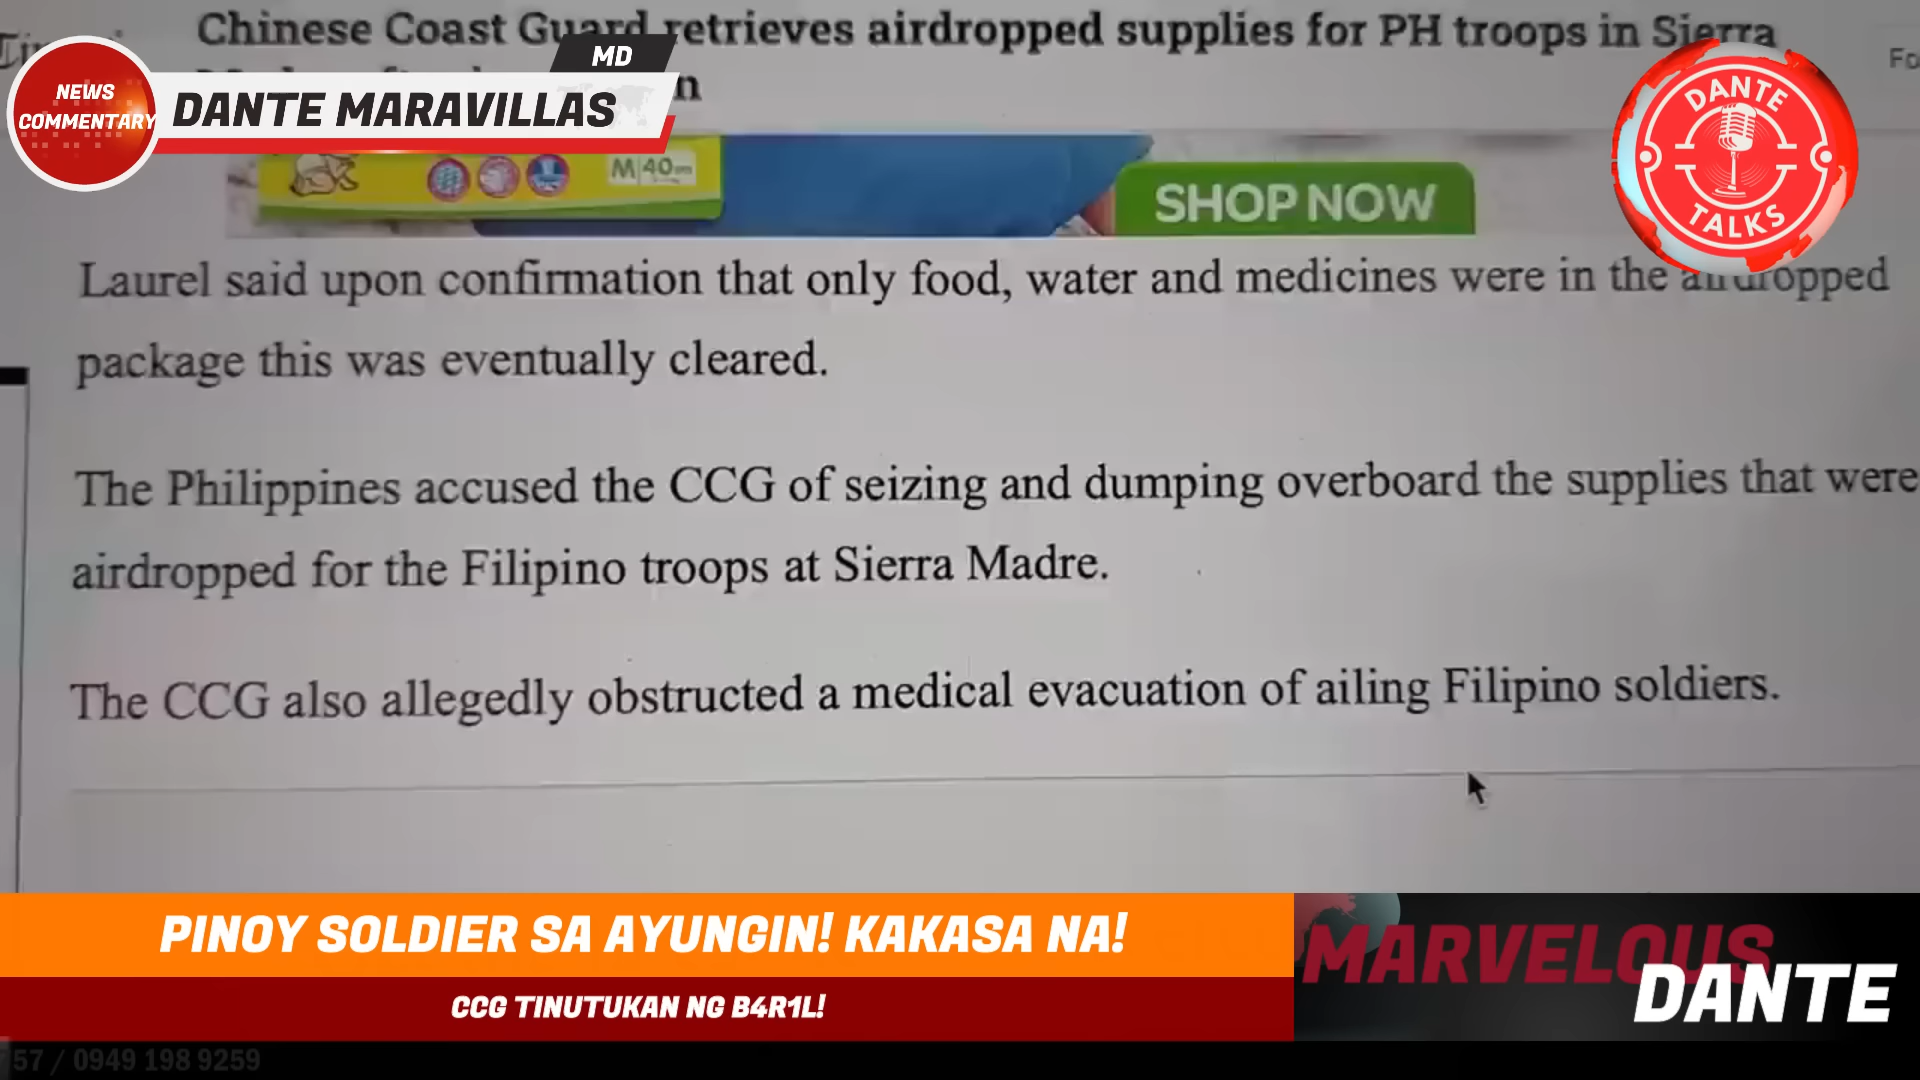 Chinese Coast Guard retrieves airdropped supplies for PH troops in Sierra
MD
NEWS
COMMENTARY
DANTE MARAVILLAS
DANTE
TALKS
M 40
SHOP NOW
Laurel said upon confirmation that only food, water and medicines were in the airdropped
package this was eventually cleared.
The Philippines accused the CCG of seizing and dumping overboard the supplies that were
airdropped for the Filipino troops at Sierra Madre.
The CCG also allegedly obstructed a medical evacuation of ailing Filipino soldiers.
PINOY SOLDIER SA AYUNGIN! KAKASA NA!
CCG TINUTUKAN NG B4R1L!
MARVELOUS
DANTE
57 / 0949 198 9259